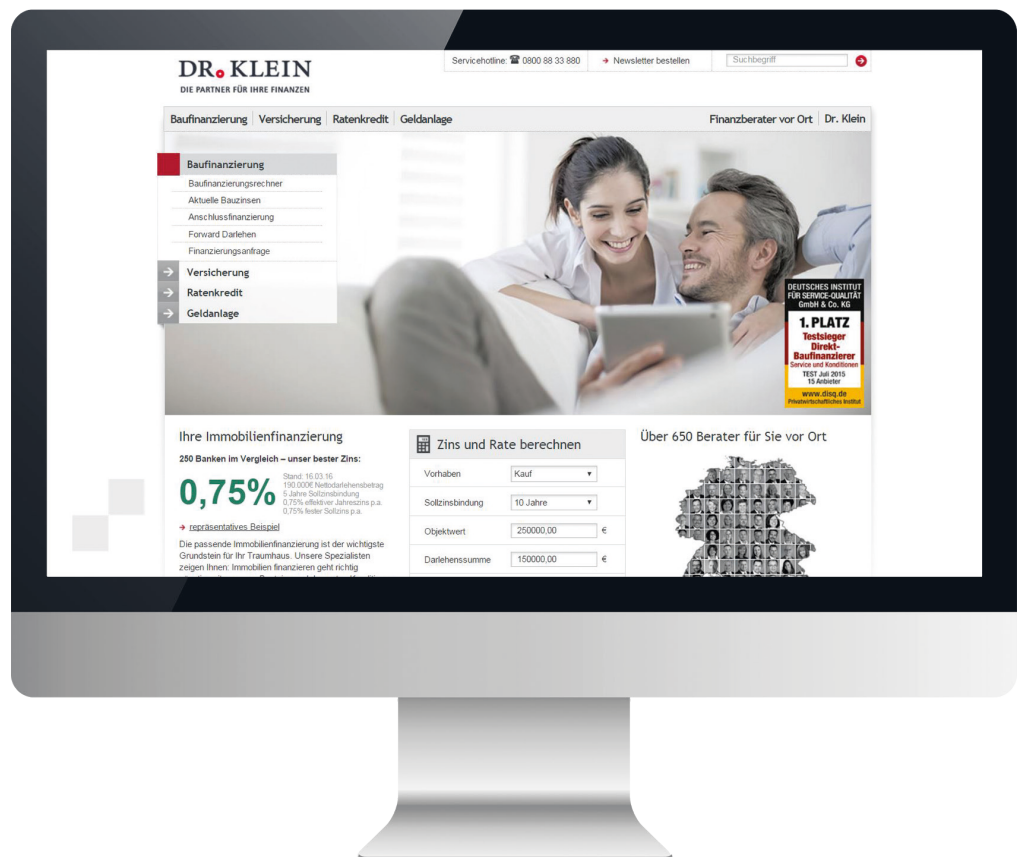 DR. KLEIN
DIE PARTNER FÜR IHRE FINANZEN
Servicehotline: ☎ 0800 88 33 880
→ Newsletter bestellen
Suchbegriff
Baufinanzierung Versicherung Ratenkredit Geldanlage
Finanzberater vor Ort Dr. Klein
Baufinanzierung
Baufinanzierungsrechner
Aktuelle Bauzinsen
Anschlussfinanzierung
Forward Darlehen
Finanzierungsanfrage
Versicherung
Ratenkredit
Geldanlage
DEUTSCHES INSTITUT
FÜR SERVICE-QUALITÄT
GmbH & Co. KG
1. PLATZ
Testsieger
Direkt-
Baufinanzierer
Service und Konditionen
TEST Juli 2015
15 Anbieter
www.disq.de
Privatwirtschaftliches Institut
Ihre Immobilienfinanzierung
250 Banken im Vergleich – unser bester Zins:
0,75%
Stand: 16.03.16
190.000€ Nettodarlehensbetrag
5 Jahre Sollzinsbindung
0,75% effektiver Jahreszins p.a.
0,75% fester Sollzins p.a.
→ repräsentatives Beispiel
Die passende Immobilienfinanzierung ist der wichtigste
Grundstein für Ihr Traumhaus. Unsere Spezialisten
zeigen Ihnen: Immobilien finanzieren geht richtig
Zins und Rate berechnen
Vorhaben Kauf
Sollzinsbindung 10 Jahre
Objektwert 250000,00 €
Darlehenssumme 150000,00 €
Über 650 Berater für Sie vor Ort